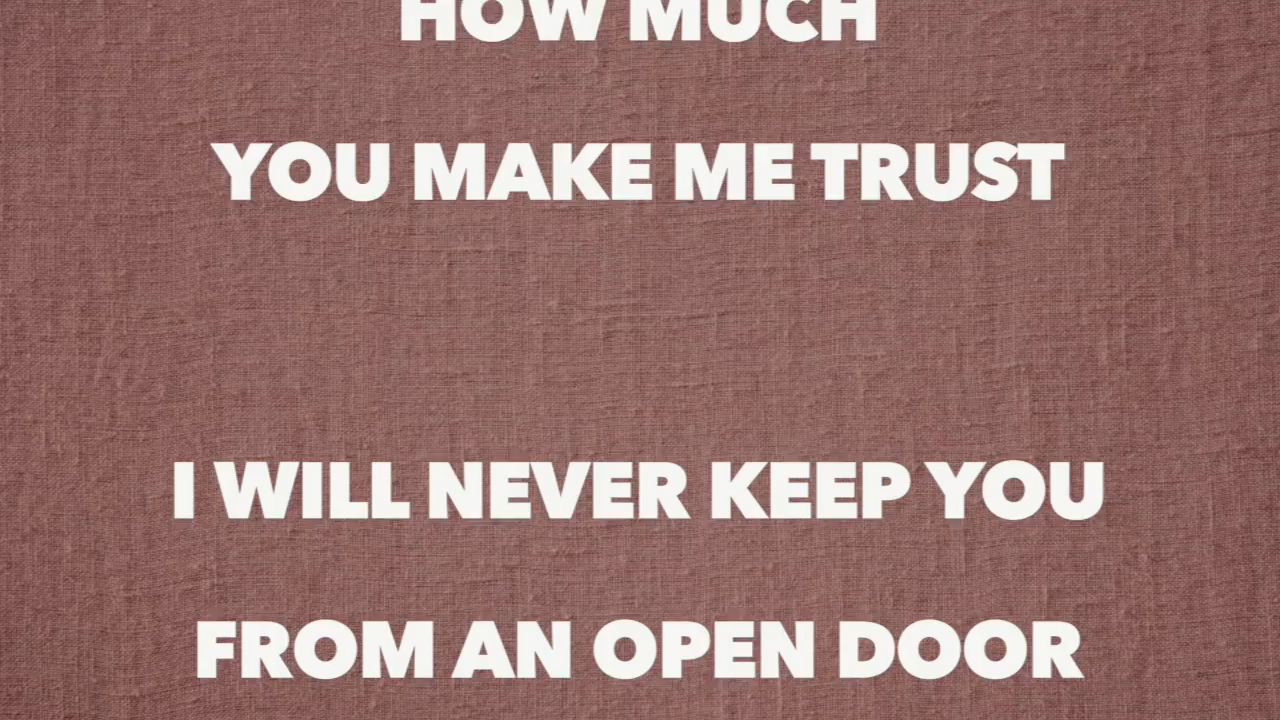 HOW MUCH
YOU MAKE ME TRUST
I WILL NEVER KEEP YOU
FROM AN OPEN DOOR